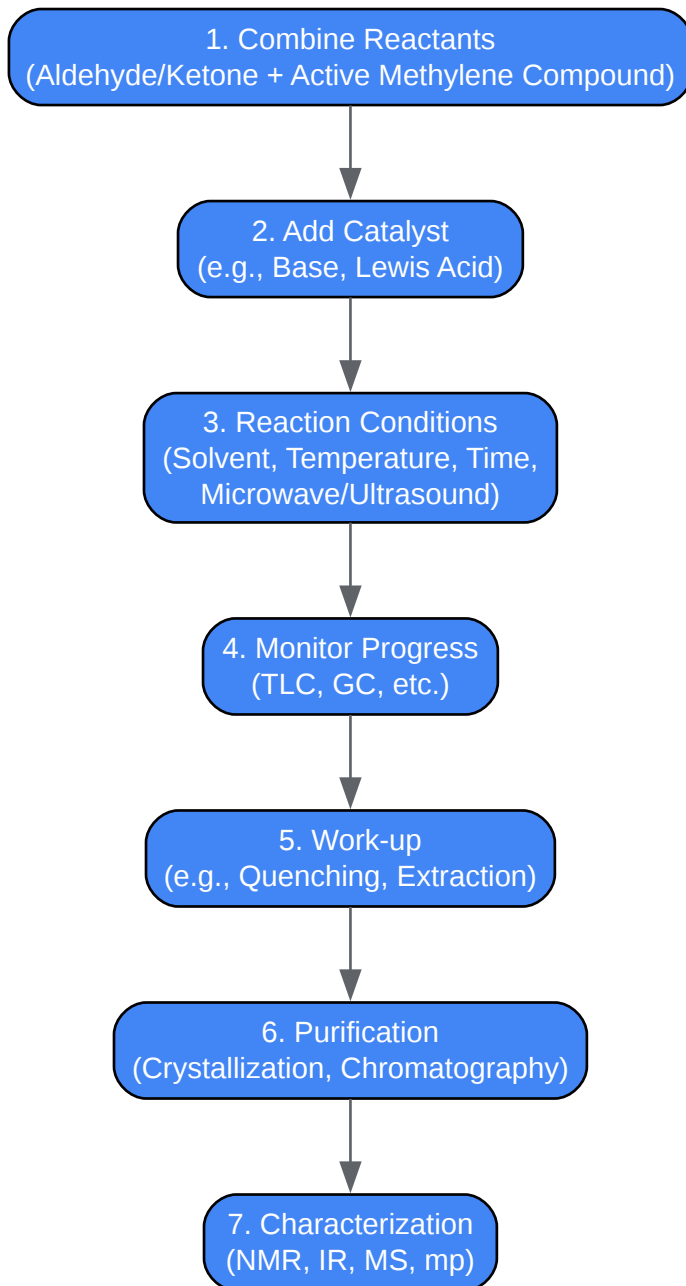 1. Combine Reactants
(Aldehyde/Ketone + Active Methylene Compound)
2. Add Catalyst
(e.g., Base, Lewis Acid)
3. Reaction Conditions
(Solvent, Temperature, Time,
Microwave/Ultrasound)
4. Monitor Progress
(TLC, GC, etc.)
5. Work-up
(e.g., Quenching, Extraction)
6. Purification
(Crystallization, Chromatography)
7. Characterization
(NMR, IR, MS, mp)